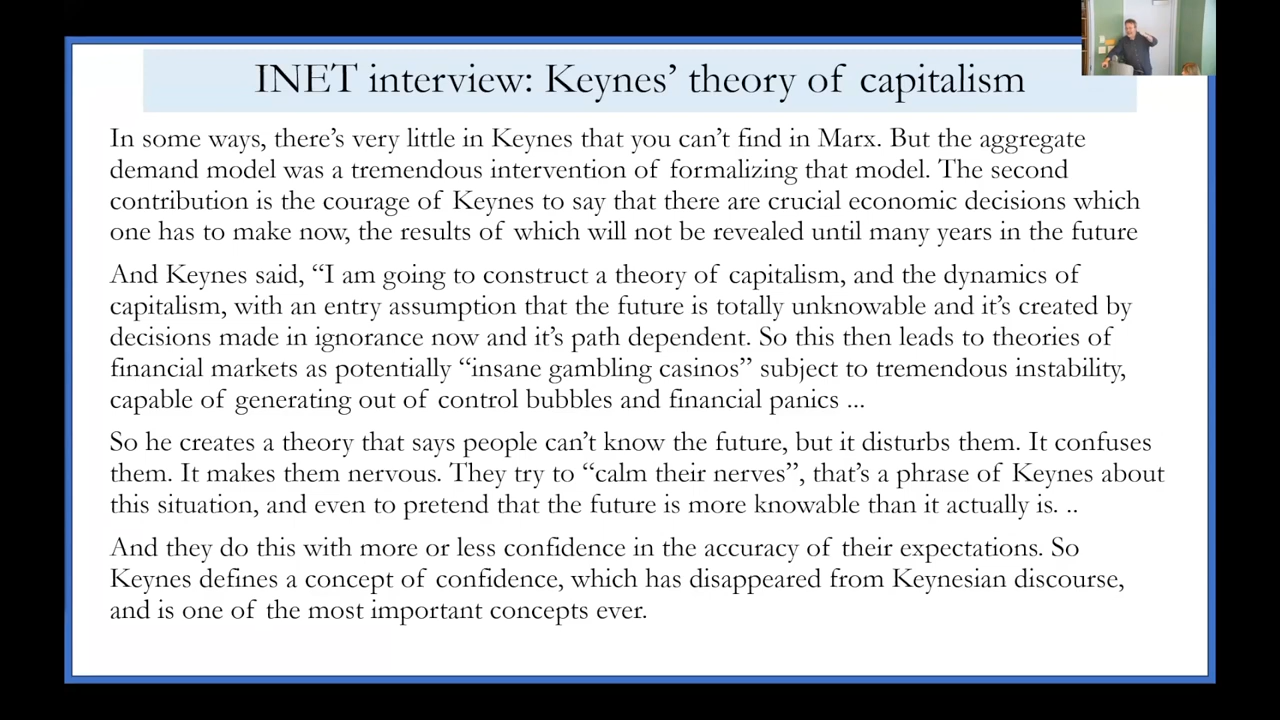 INET interview: Keynes’ theory of capitalism
In some ways, there’s very little in Keynes that you can’t find in Marx. But the aggregate
demand model was a tremendous intervention of formalizing that model. The second
contribution is the courage of Keynes to say that there are crucial economic decisions which
one has to make now, the results of which will not be revealed until many years in the future
And Keynes said, “I am going to construct a theory of capitalism, and the dynamics of
capitalism, with an entry assumption that the future is totally unknowable and it’s created by
decisions made in ignorance now and it’s path dependent. So this then leads to theories of
financial markets as potentially “insane gambling casinos” subject to tremendous instability,
capable of generating out of control bubbles and financial panics ...
So he creates a theory that says people can’t know the future, but it disturbs them. It confuses
them. It makes them nervous. They try to “calm their nerves”, that’s a phrase of Keynes about
this situation, and even to pretend that the future is more knowable than it actually is. ..
And they do this with more or less confidence in the accuracy of their expectations. So
Keynes defines a concept of confidence, which has disappeared from Keynesian discourse,
and is one of the most important concepts ever.